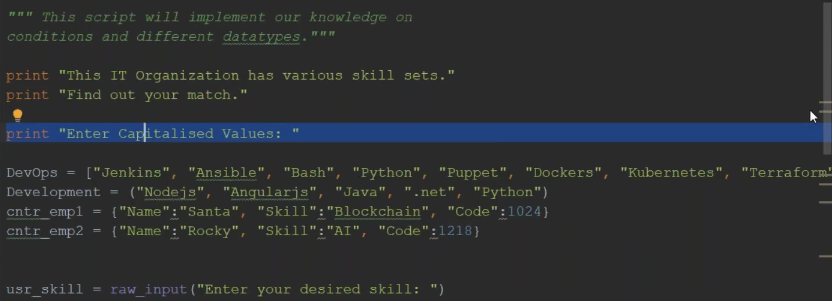 """ This script will implement our knowledge on
conditions and different datatypes."""
print "This IT Organization has various skill sets."
print "Find out your match."
print "Enter Capitalised Values: "
DevOps = ["Jenkins", "Ansible", "Bash", "Python", "Puppet", "Dockers", "Kubernetes", "Terraform"
Development = ("Nodejs", "Angularjs", "Java", ".net", "Python")
cntr_emp1 = {"Name":"Santa", "Skill":"Blockchain", "Code":1024}
cntr_emp2 = {"Name":"Rocky", "Skill":"AI", "Code":1218}
usr_skill = raw_input("Enter your desired skill: ")